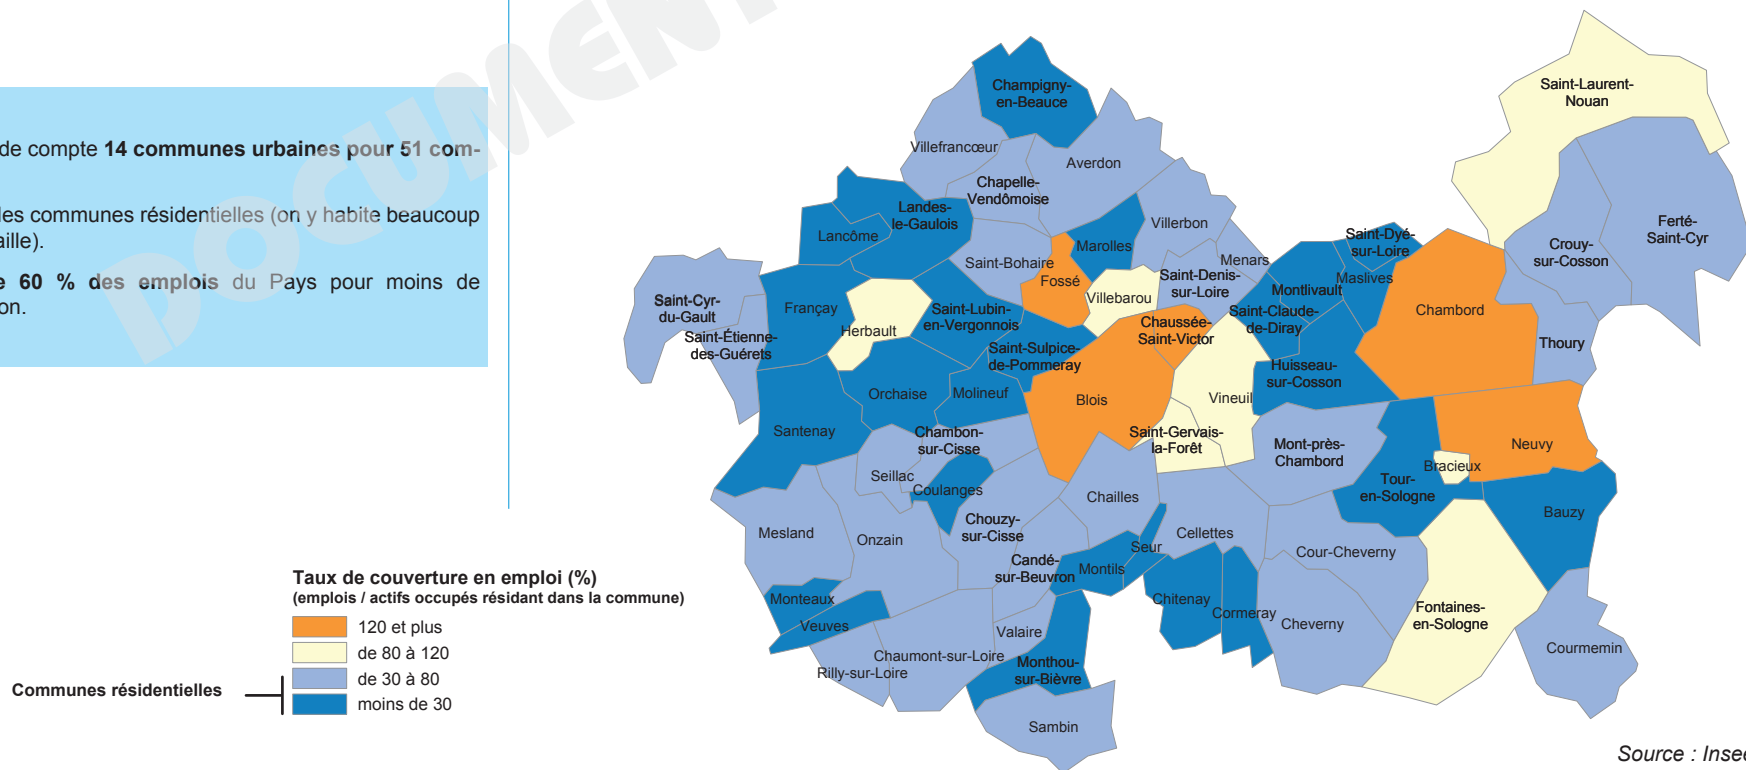 DOCUMENT
de compte 14 communes urbaines pour 51 com-
les communes résidentielles (on y habite beaucoup
aille).
e 60 % des emplois du Pays pour moins de
on.
Taux de couverture en emploi (%)
(emplois / actifs occupés résidant dans la commune)
120 et plus
de 80 à 120
de 30 à 80
moins de 30
Communes résidentielles
Champigny-
en-Beauce
Saint-Laurent-
Nouan
Villefrancœur
Averdon
Chapelle-
Vendômoise
Landes-
le-Gaulois
Lancôme
Villerbon
Marolles
Saint-Dyé-
sur-Loire
Ferté-
Saint-Cyr
Crouy-
sur-Cosson
Saint-Bohaire
Menars
Fossé
Saint-Denis-
sur-Loire
Maslives
Montlivault
Villebarou
Saint-Cyr-
du-Gault
Françay
Saint-Lubin-
en-Vergonnois
Saint-Claude-
de-Diray
Chambord
Herbault
Chaussée-
Saint-Victor
Saint-Étienne-
des-Guérets
Saint-Sulpice-
de-Pommeray
Thoury
Huisseau-
sur-Cosson
Orchaise
Molineuf
Blois
Vineuil
Santenay
Chambon-
sur-Cisse
Saint-Gervais-
la-Forêt
Mont-près-
Chambord
Neuvy
Bracieux
Seillac
Coulanges
Tour-
en-Sologne
Chailles
Bauzy
Mesland
Onzain
Chouzy-
sur-Cisse
Cellettes
Seur
Cour-Cheverny
Candé-
sur-Beuvron
Montils
Monteaux
Chitenay
Cormeray
Fontaines-
en-Sologne
Veuves
Valaire
Cheverny
Courmemin
Chaumont-sur-Loire
Rilly-sur-Loire
Monthou-
sur-Bièvre
Sambin
Source : Insee